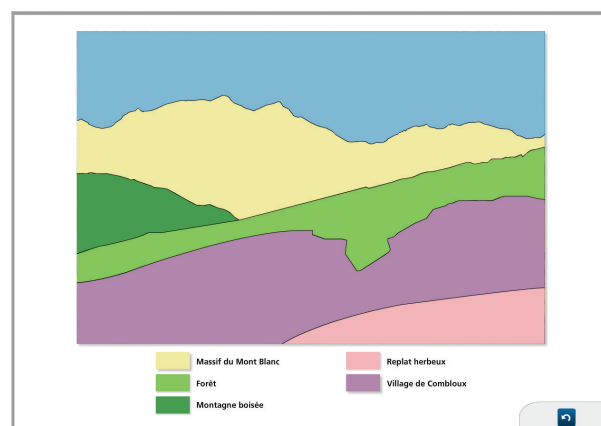 Massif du Mont Blanc
Forêt
Montagne boisée
Replat herbeux
Village de Combloux